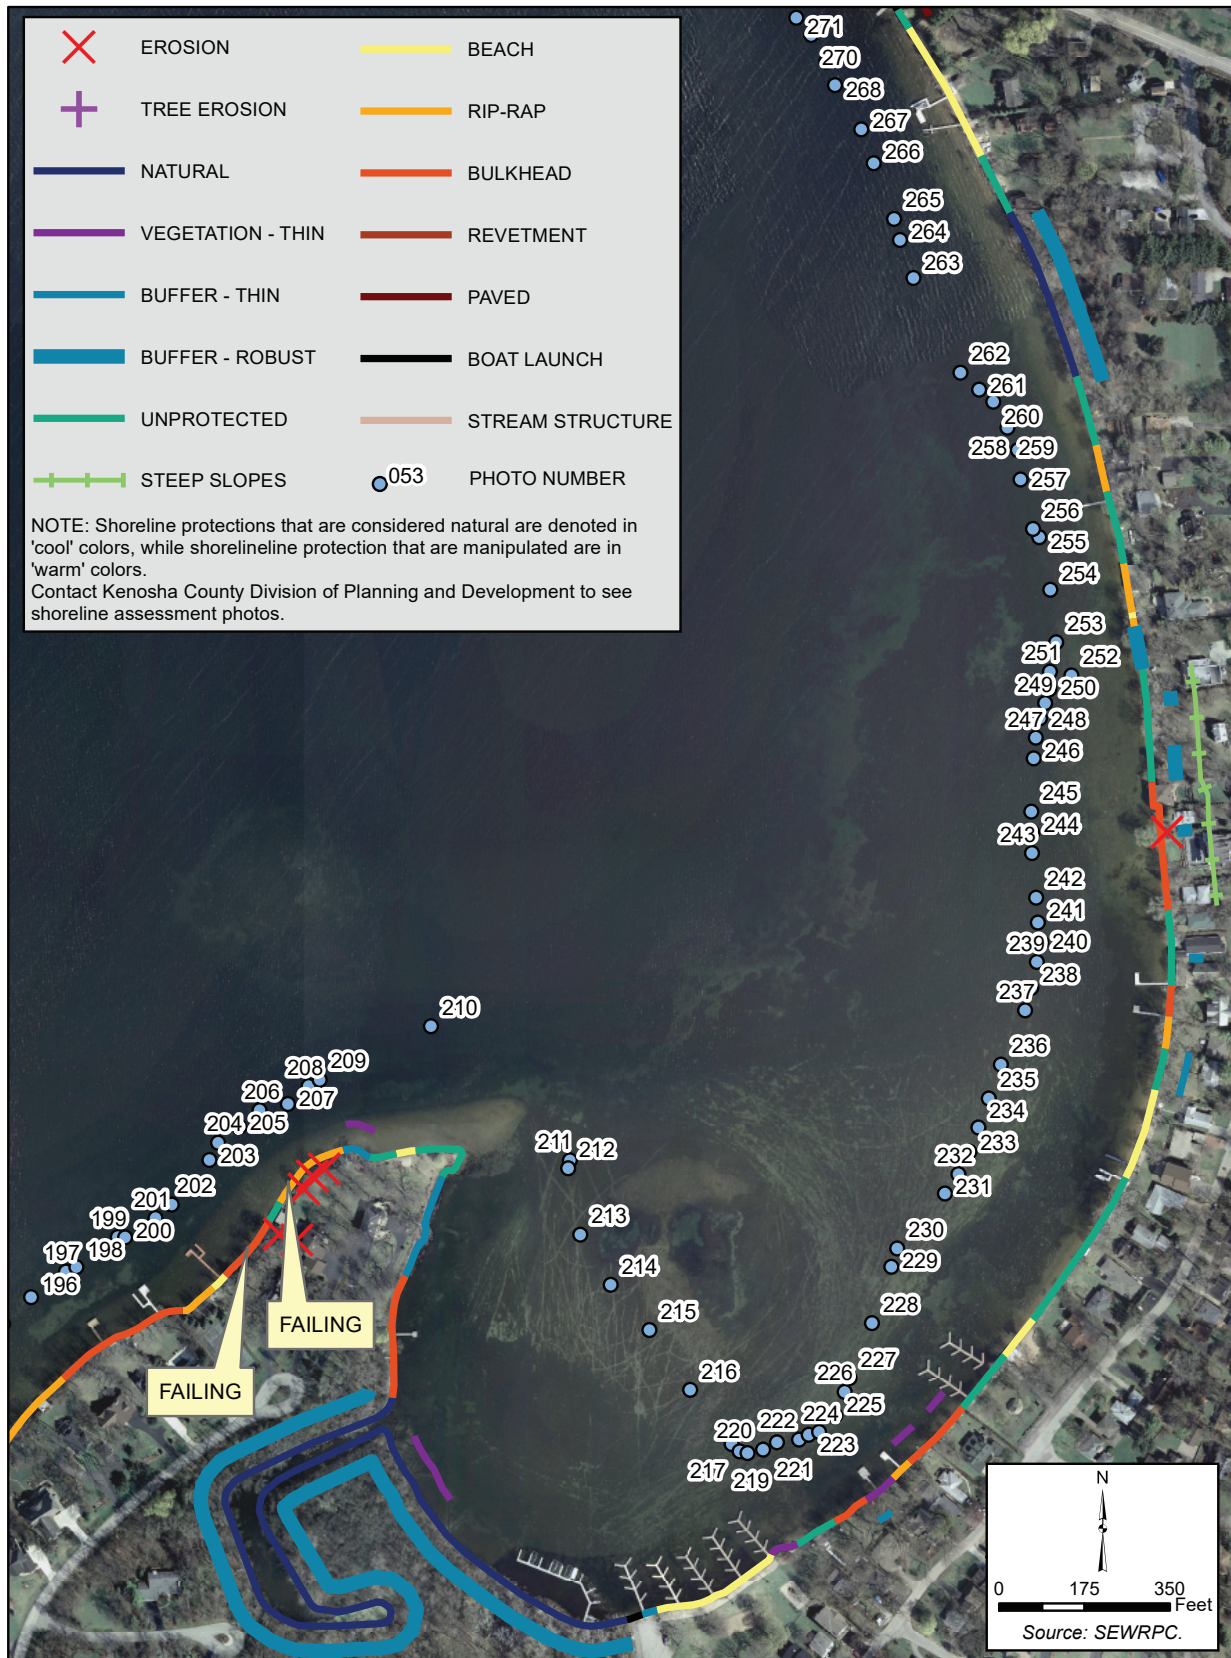 EROSION
TREE EROSION
NATURAL
VEGETATION - THIN
BUFFER - THIN
BUFFER - ROBUST
UNPROTECTED
STEEP SLOPES
BEACH
RIP-RAP
BULKHEAD
REVETMENT
PAVED
BOAT LAUNCH
STREAM STRUCTURE
053 PHOTO NUMBER
NOTE: Shoreline protections that are considered natural are denoted in
'cool' colors, while shorelineline protection that are manipulated are in
'warm' colors.
Contact Kenosha County Division of Planning and Development to see
shoreline assessment photos.
271
270
268
267
266
265
264
263
262
261
260
258 259
257
256
255
254
253
251 252
249 250
247 248
246
245
243 244
242
241
239 240
238
237
236
235
234
233
232
231
230
229
228
227
226
225
224
223
222
221
220
219
217
216
215
214
213
211 212
210
209
208
207
206
205
204
203
202
201
200
199
198
197
196
FAILING
FAILING
N
0 175 350
Feet
Source: SEWRPC.